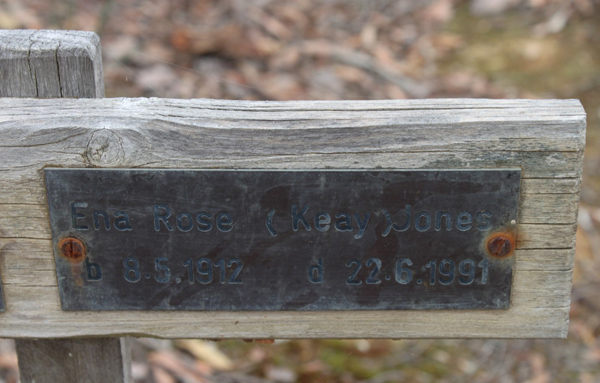 Ena Rose (Keay) Jones
b 8.5.1912 d 22.6.1991